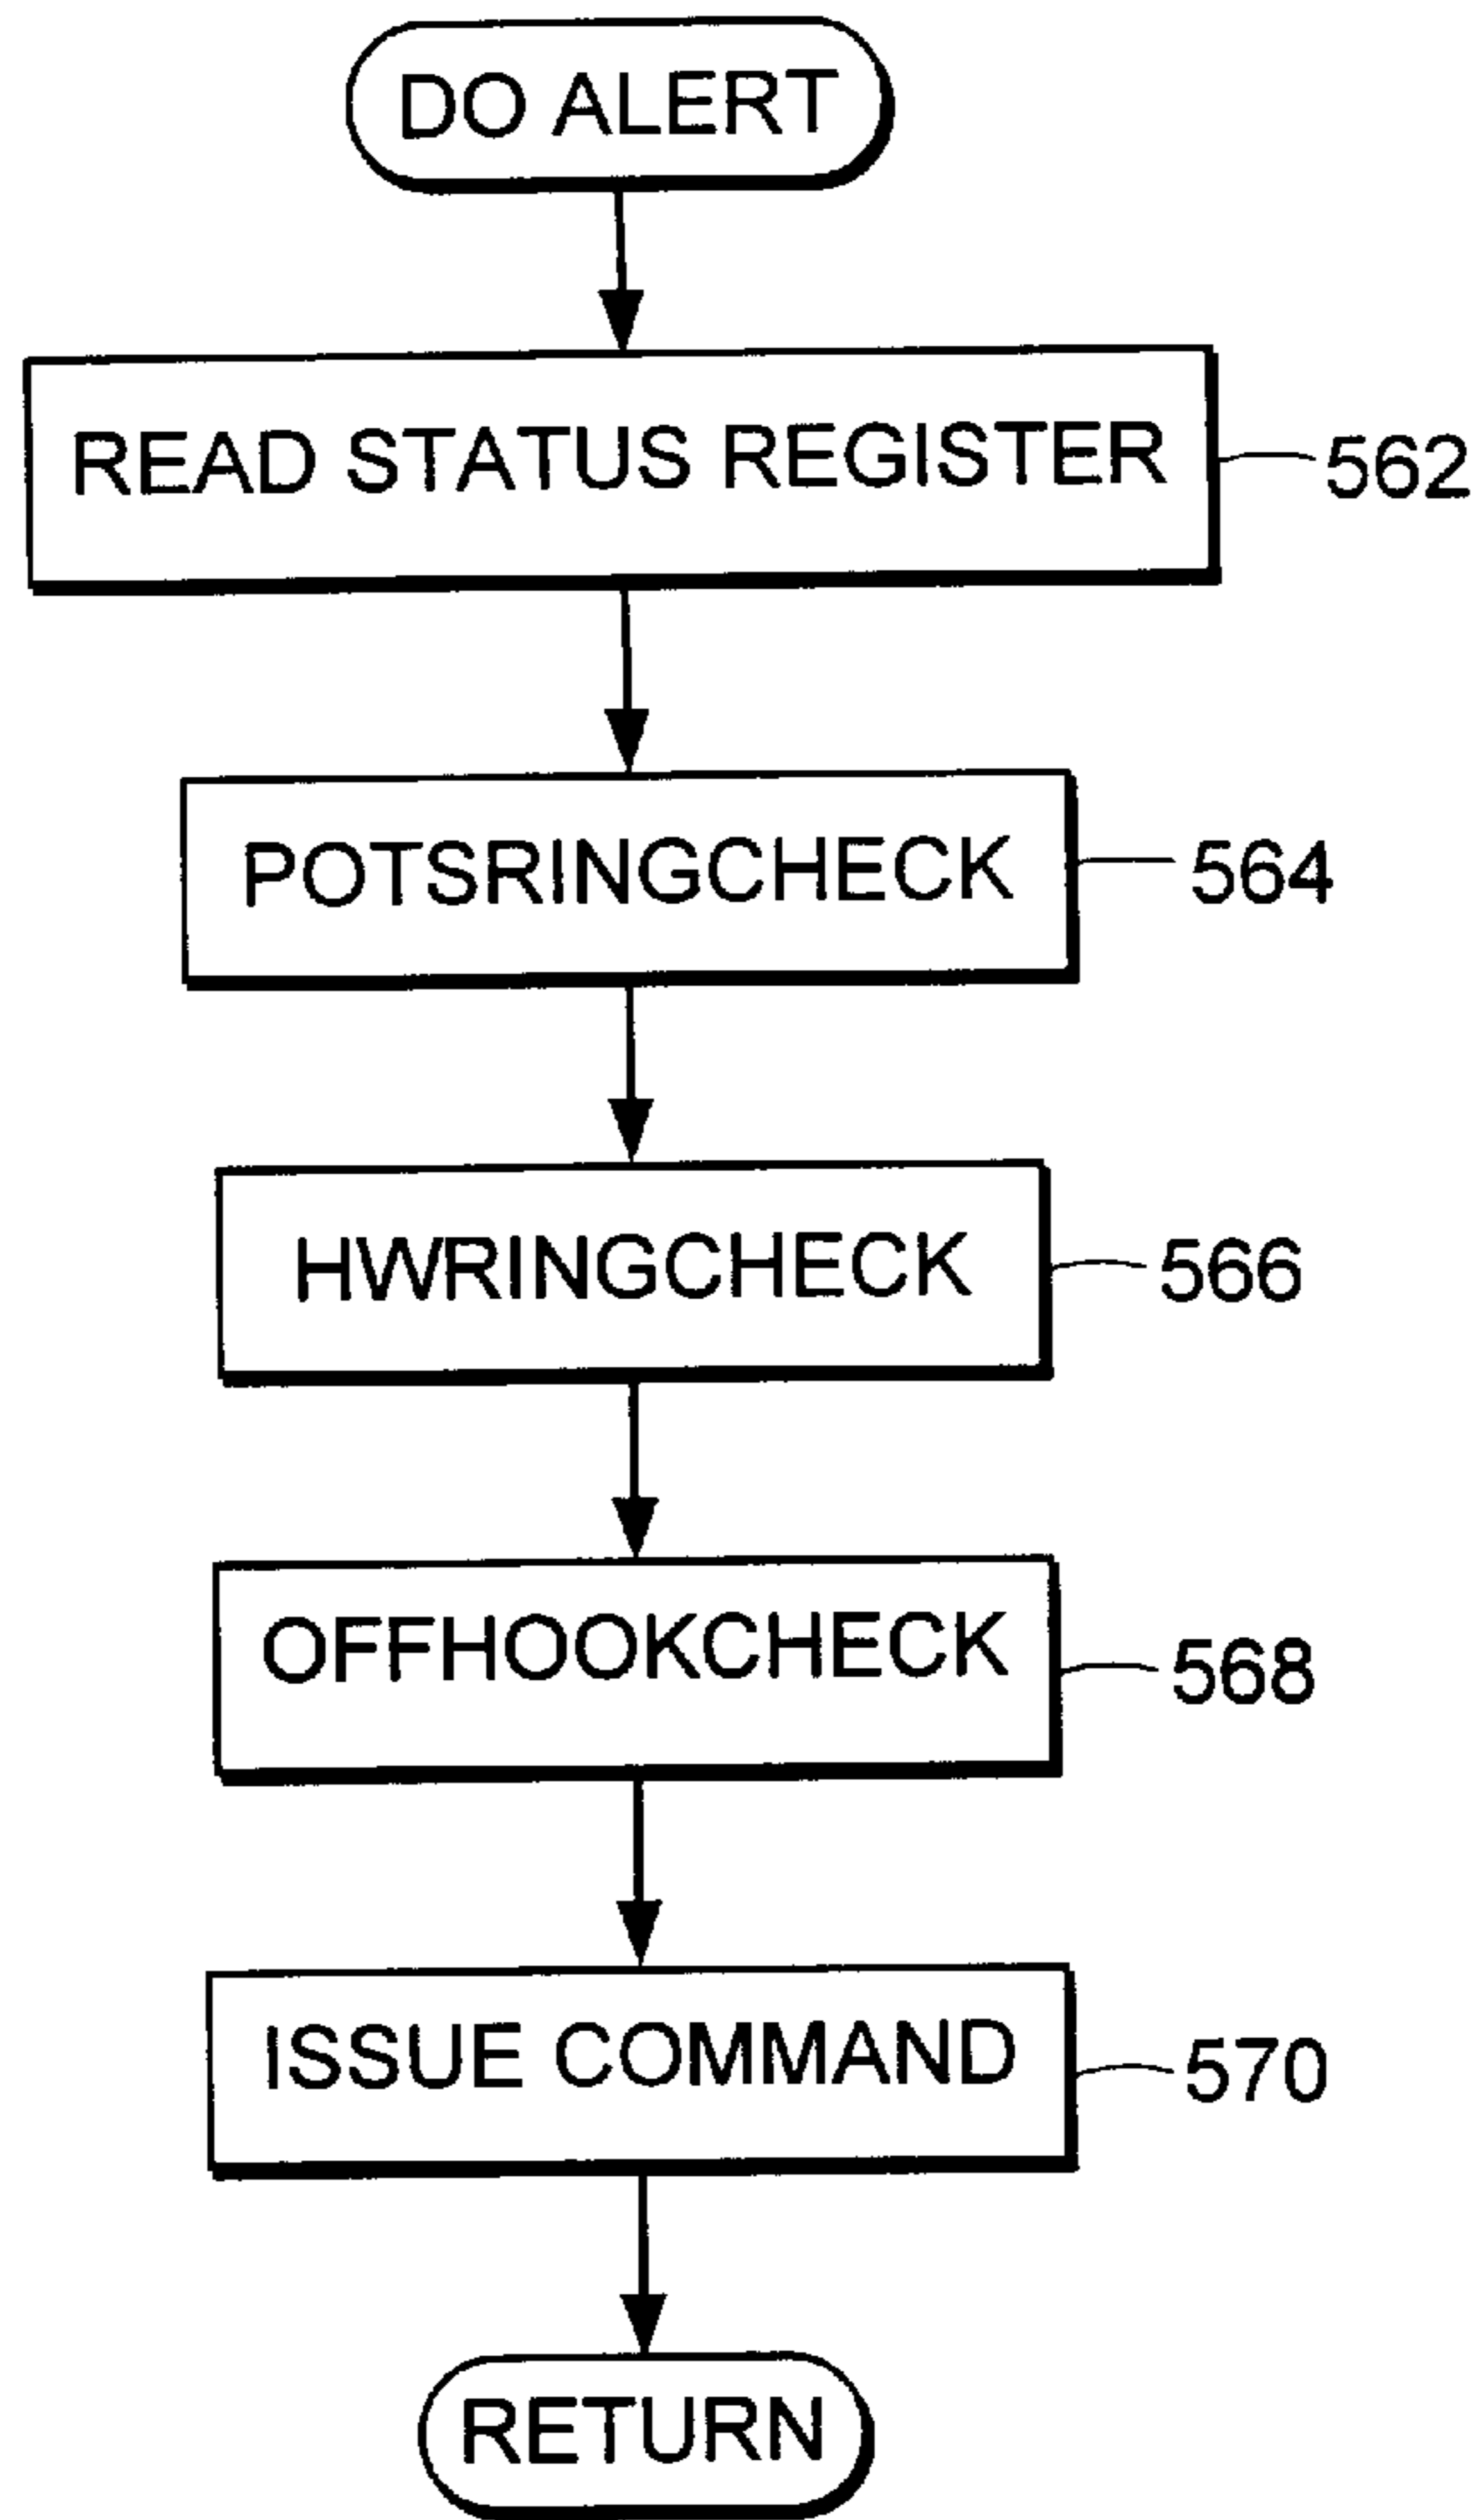 DO ALERT
READ STATUS REGISTER
562
POTSRINGCHECK
564
HWRINGCHECK
566
OFFHOOKCHECK
568
ISSUE COMMAND
570
RETURN